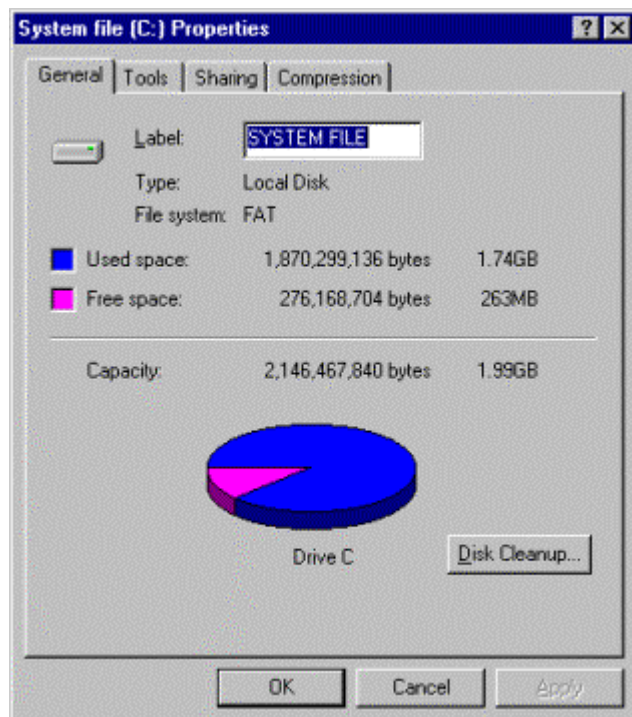 System file (C:) Properties
General Tools Sharing Compression
Label: SYSTEM FILE
Type: Local Disk
File system: FAT
Used space: 1,870,299,136 bytes 1.74GB
Free space: 276,168,704 bytes 263MB
Capacity: 2,146,467,840 bytes 1.99GB
Drive C
Disk Cleanup...
OK Cancel Apply